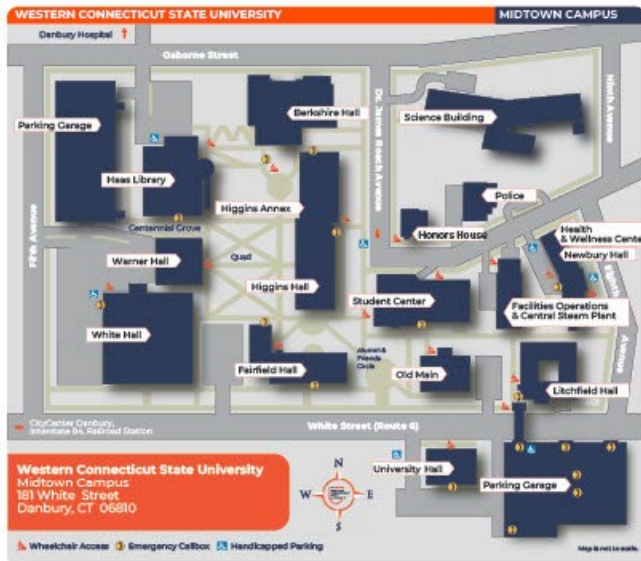 WESTERN CONNECTICUT STATE UNIVERSITY
MIDTOWN CAMPUS
Danbury Hospital
Osborne Street
Parking Garage
Berkshire Hall
Dr. James Roach Avenue
Science Building
Ninth Avenue
Haas Library
Police
Higgins Annex
Centennial Grove
Honors House
Health
& Wellness Center
Newbury Hall
Fifth Avenue
Warner Hall
Quad
Higgins Hall
Student Center
Facilities Operations
& Central Steam Plant
Eighth Avenue
White Hall
Fairfield Hall
Alumni &
Friends
Circle
Old Main
Litchfield Hall
CityCenter Danbury,
Interstate 84, Railroad Station
White Street (Route 6)
Western Connecticut State University
Midtown Campus
181 White Street
Danbury, CT 06810
N
W
E
S
University Hall
Parking Garage
Wheelchair Access
Emergency Callbox
Handicapped Parking
Map is not to scale.